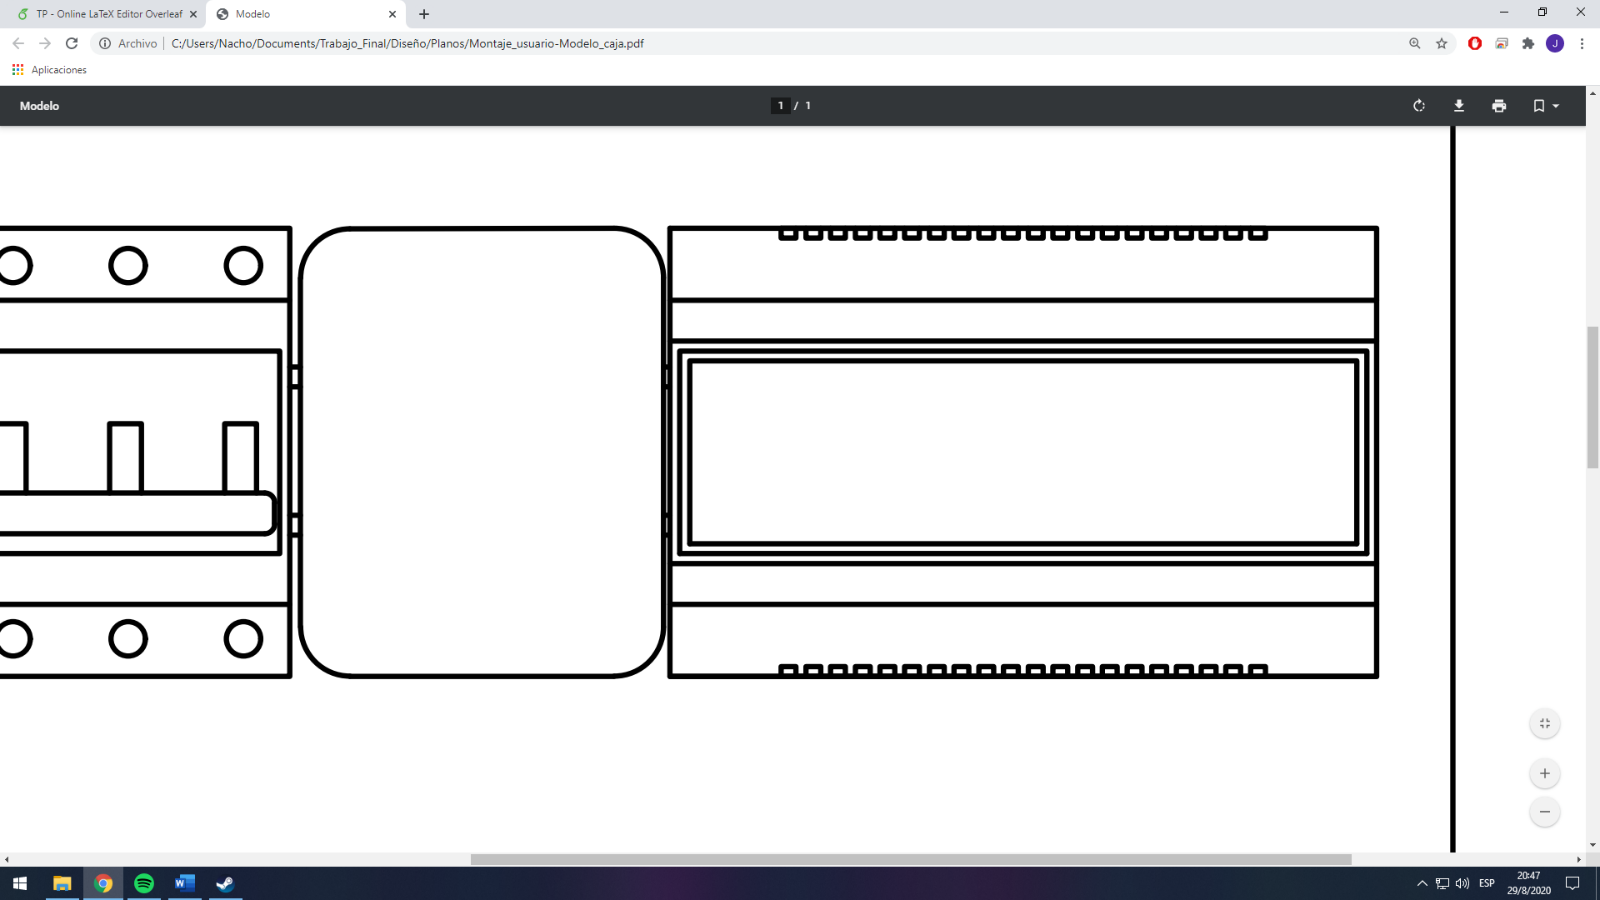 TP - Online LaTeX Editor Overleaf
Modelo
Archivo
C:/Users/Nacho/Documents/Trabajo_Final/Diseño/Planos/Montaje_usuario-Modelo_caja.pdf
J
Aplicaciones
Modelo
1 / 1
ESP
20:47
29/8/2020